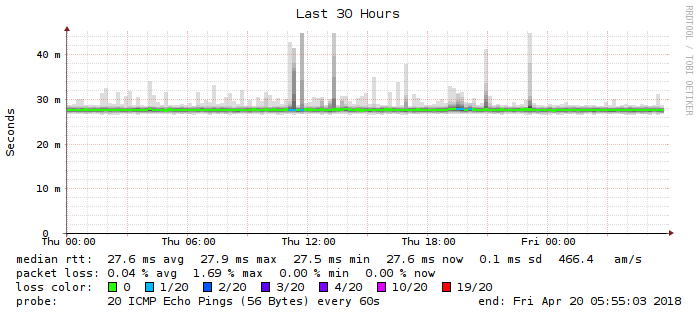 Last 30 Hours
RRDTOOL / TOBI OETIKER
Seconds
40 m
30 m
20 m
10 m
0
Thu 00:00 Thu 06:00 Thu 12:00 Thu 18:00 Fri 00:00
median rtt: 27.6 ms avg 27.9 ms max 27.5 ms min 27.6 ms now 0.1 ms sd 466.4 am/s
packet loss: 0.04 % avg 1.69 % max 0.00 % min 0.00 % now
loss color: 0 1/20 2/20 3/20 4/20 10/20 19/20
probe: 20 ICMP Echo Pings (56 Bytes) every 60s end: Fri Apr 20 05:55:03 2018